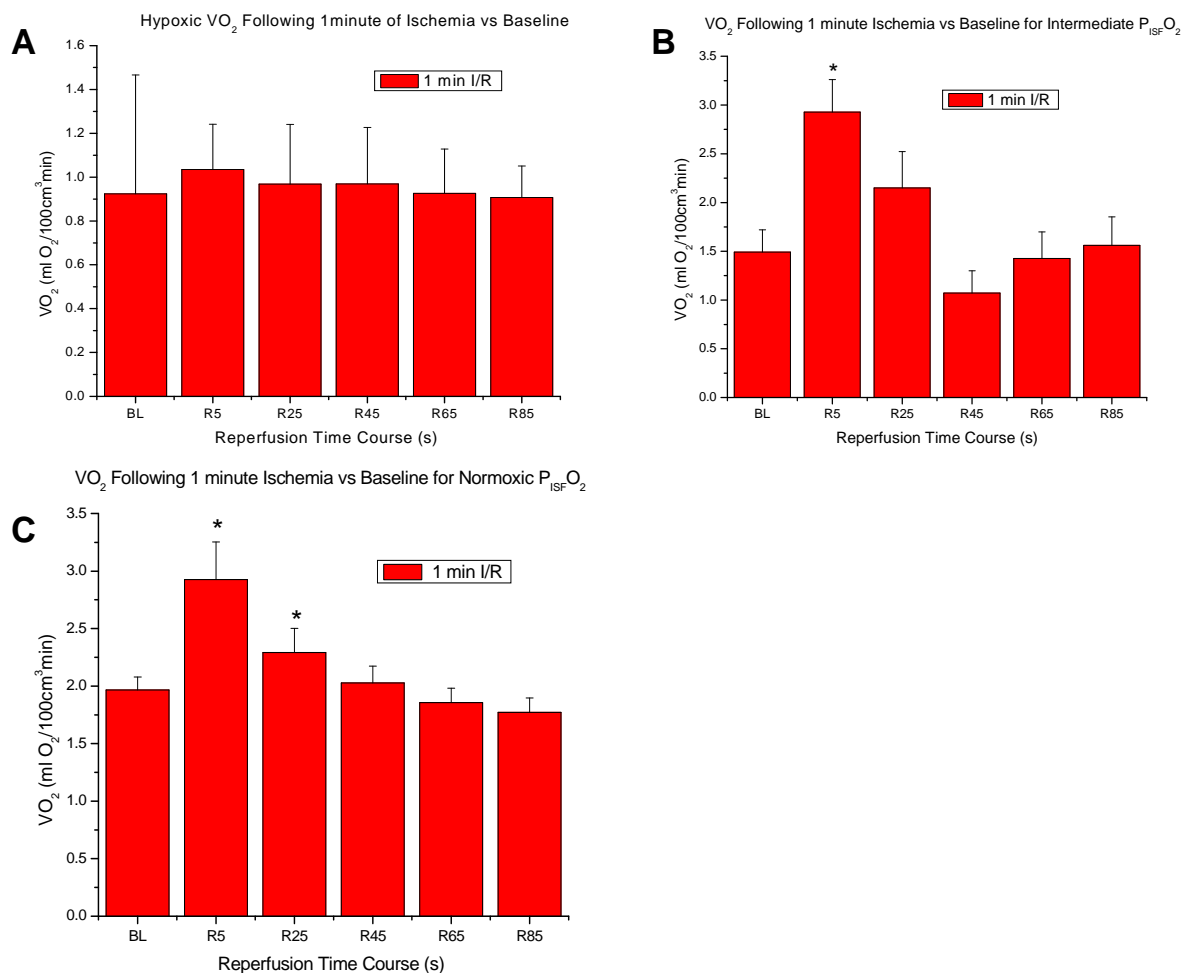 A
Hypoxic VO2 Following 1minute of Ischemia vs Baseline
1.6
1.4
1.2
1.0
0.8
0.6
0.4
0.2
0.0
VO2 (ml O2/100cm3min)
1 min I/R
BL R5 R25 R45 R65 R85
Reperfusion Time Course (s)
B
VO2 Following 1 minute Ischemia vs Baseline for Intermediate PISFO2
3.5
3.0
2.5
2.0
1.5
1.0
0.5
0.0
VO2 (ml O2/100cm3min)
*
1 min I/R
BL R5 R25 R45 R65 R85
Reperfusion Time Course (s)
C
VO2 Following 1 minute Ischemia vs Baseline for Normoxic PISFO2
3.5
3.0
2.5
2.0
1.5
1.0
0.5
0.0
VO2 (ml O2/100cm3min)
*
*
1 min I/R
BL R5 R25 R45 R65 R85
Reperfusion Time Course (s)